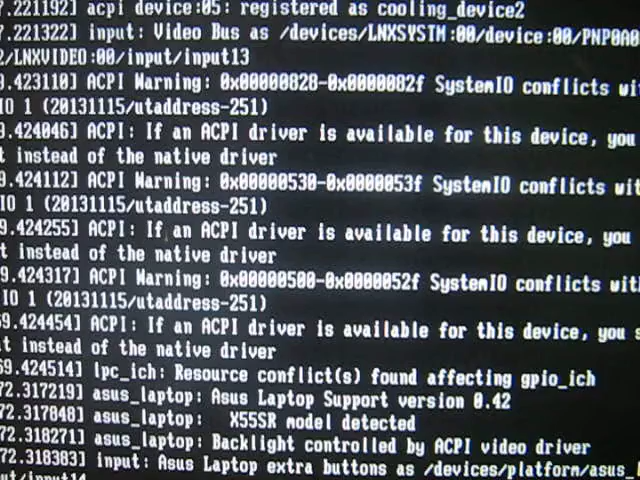 7.221192] acpi device:05: registered as cooling_device2
7.221322] input: Video Bus as /devices/LNXSYSTM:00/device:00/PNP0A0
2/LNXVIDEO:00/input/input13
9.423110] ACPI Warning: 0x00000828-0x0000082f SystemIO conflicts wit
IO 1 (20131115/utaddress-251)
9.424046] ACPI: If an ACPI driver is available for this device, you
t instead of the native driver
9.424112] ACPI Warning: 0x00000530-0x0000053f SystemIO conflicts wit
IO 1 (20131115/utaddress-251)
9.424255] ACPI: If an ACPI driver is available for this device, you
t instead of the native driver
9.424317] ACPI Warning: 0x00000500-0x0000052f SystemIO conflicts wit
IO 1 (20131115/utaddress-251)
69.424454] ACPI: If an ACPI driver is available for this device, you s
t instead of the native driver
69.424514] lpc_ich: Resource conflict(s) found affecting gpio_ich
72.317219] asus_laptop: Asus Laptop Support version 0.42
72.317848] asus_laptop: X55SR model detected
72.318271] asus_laptop: Backlight controlled by ACPI video driver
72.318383] input: Asus Laptop extra buttons as /devices/platform/asus_
ut/input14